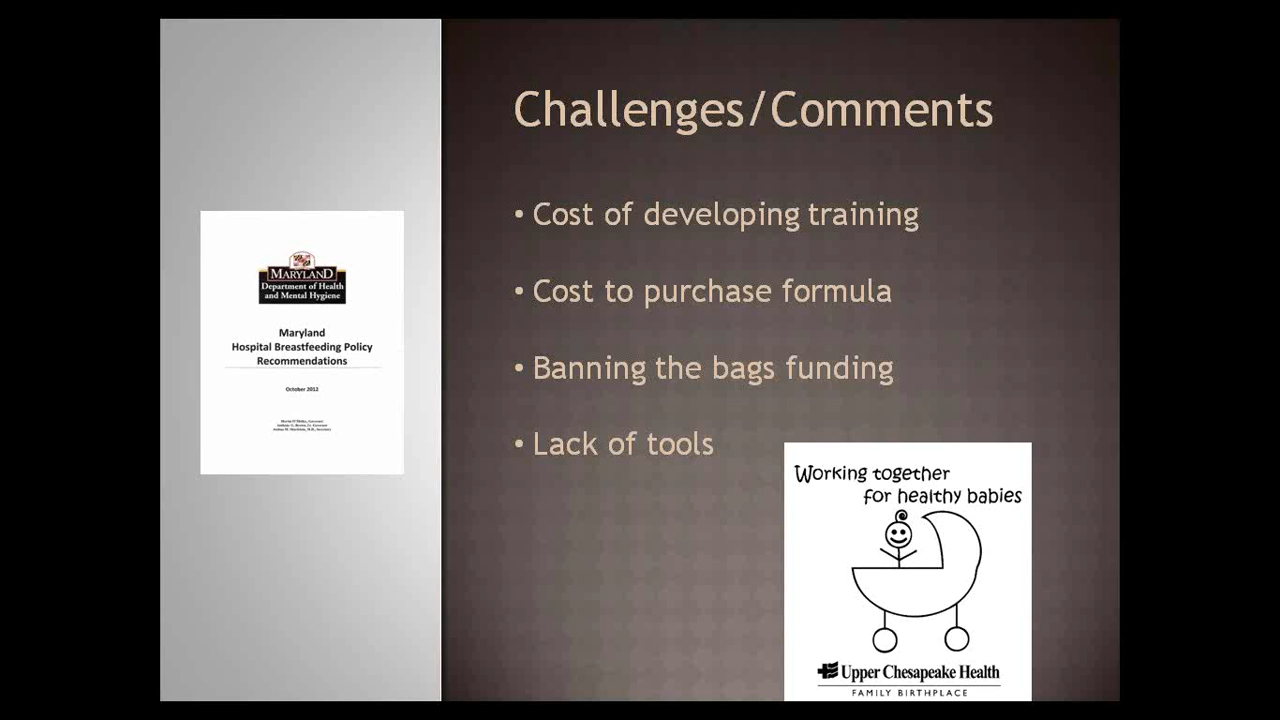 Challenges/Comments
• Cost of developing training
• Cost to purchase formula
• Banning the bags funding
• Lack of tools
MARYLAND
Department of Health
and Mental Hygiene
Maryland
Hospital Breastfeeding Policy
Recommendations
October 2012
Working together
for healthy babies
Upper Chesapeake Health
FAMILY BIRTHPLACE